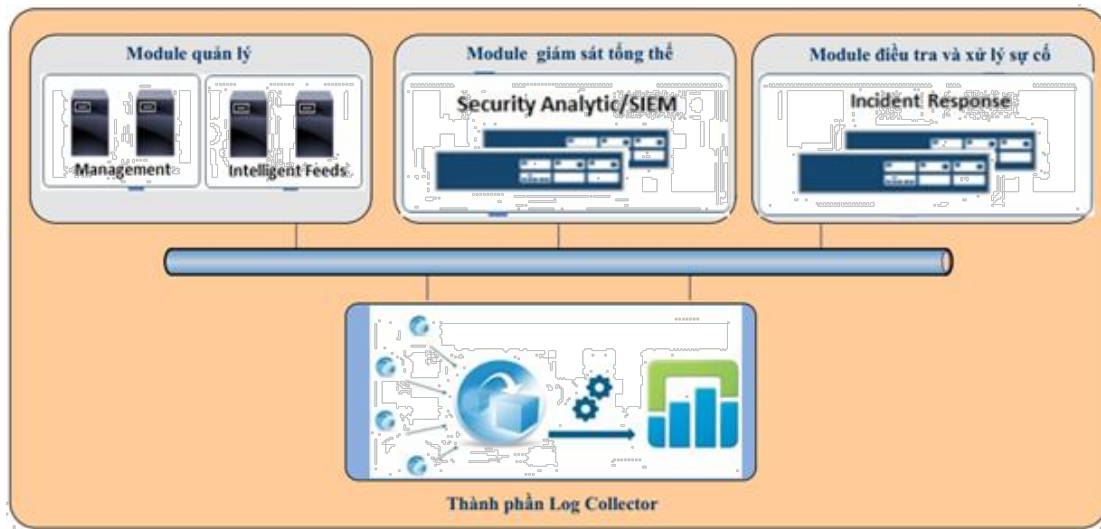 Module quản lý
Management
Intelligent Feeds
Module giám sát tổng thể
Security Analytic/SIEM
Module điều tra và xử lý sự cố
Incident Response
Thành phần Log Collector